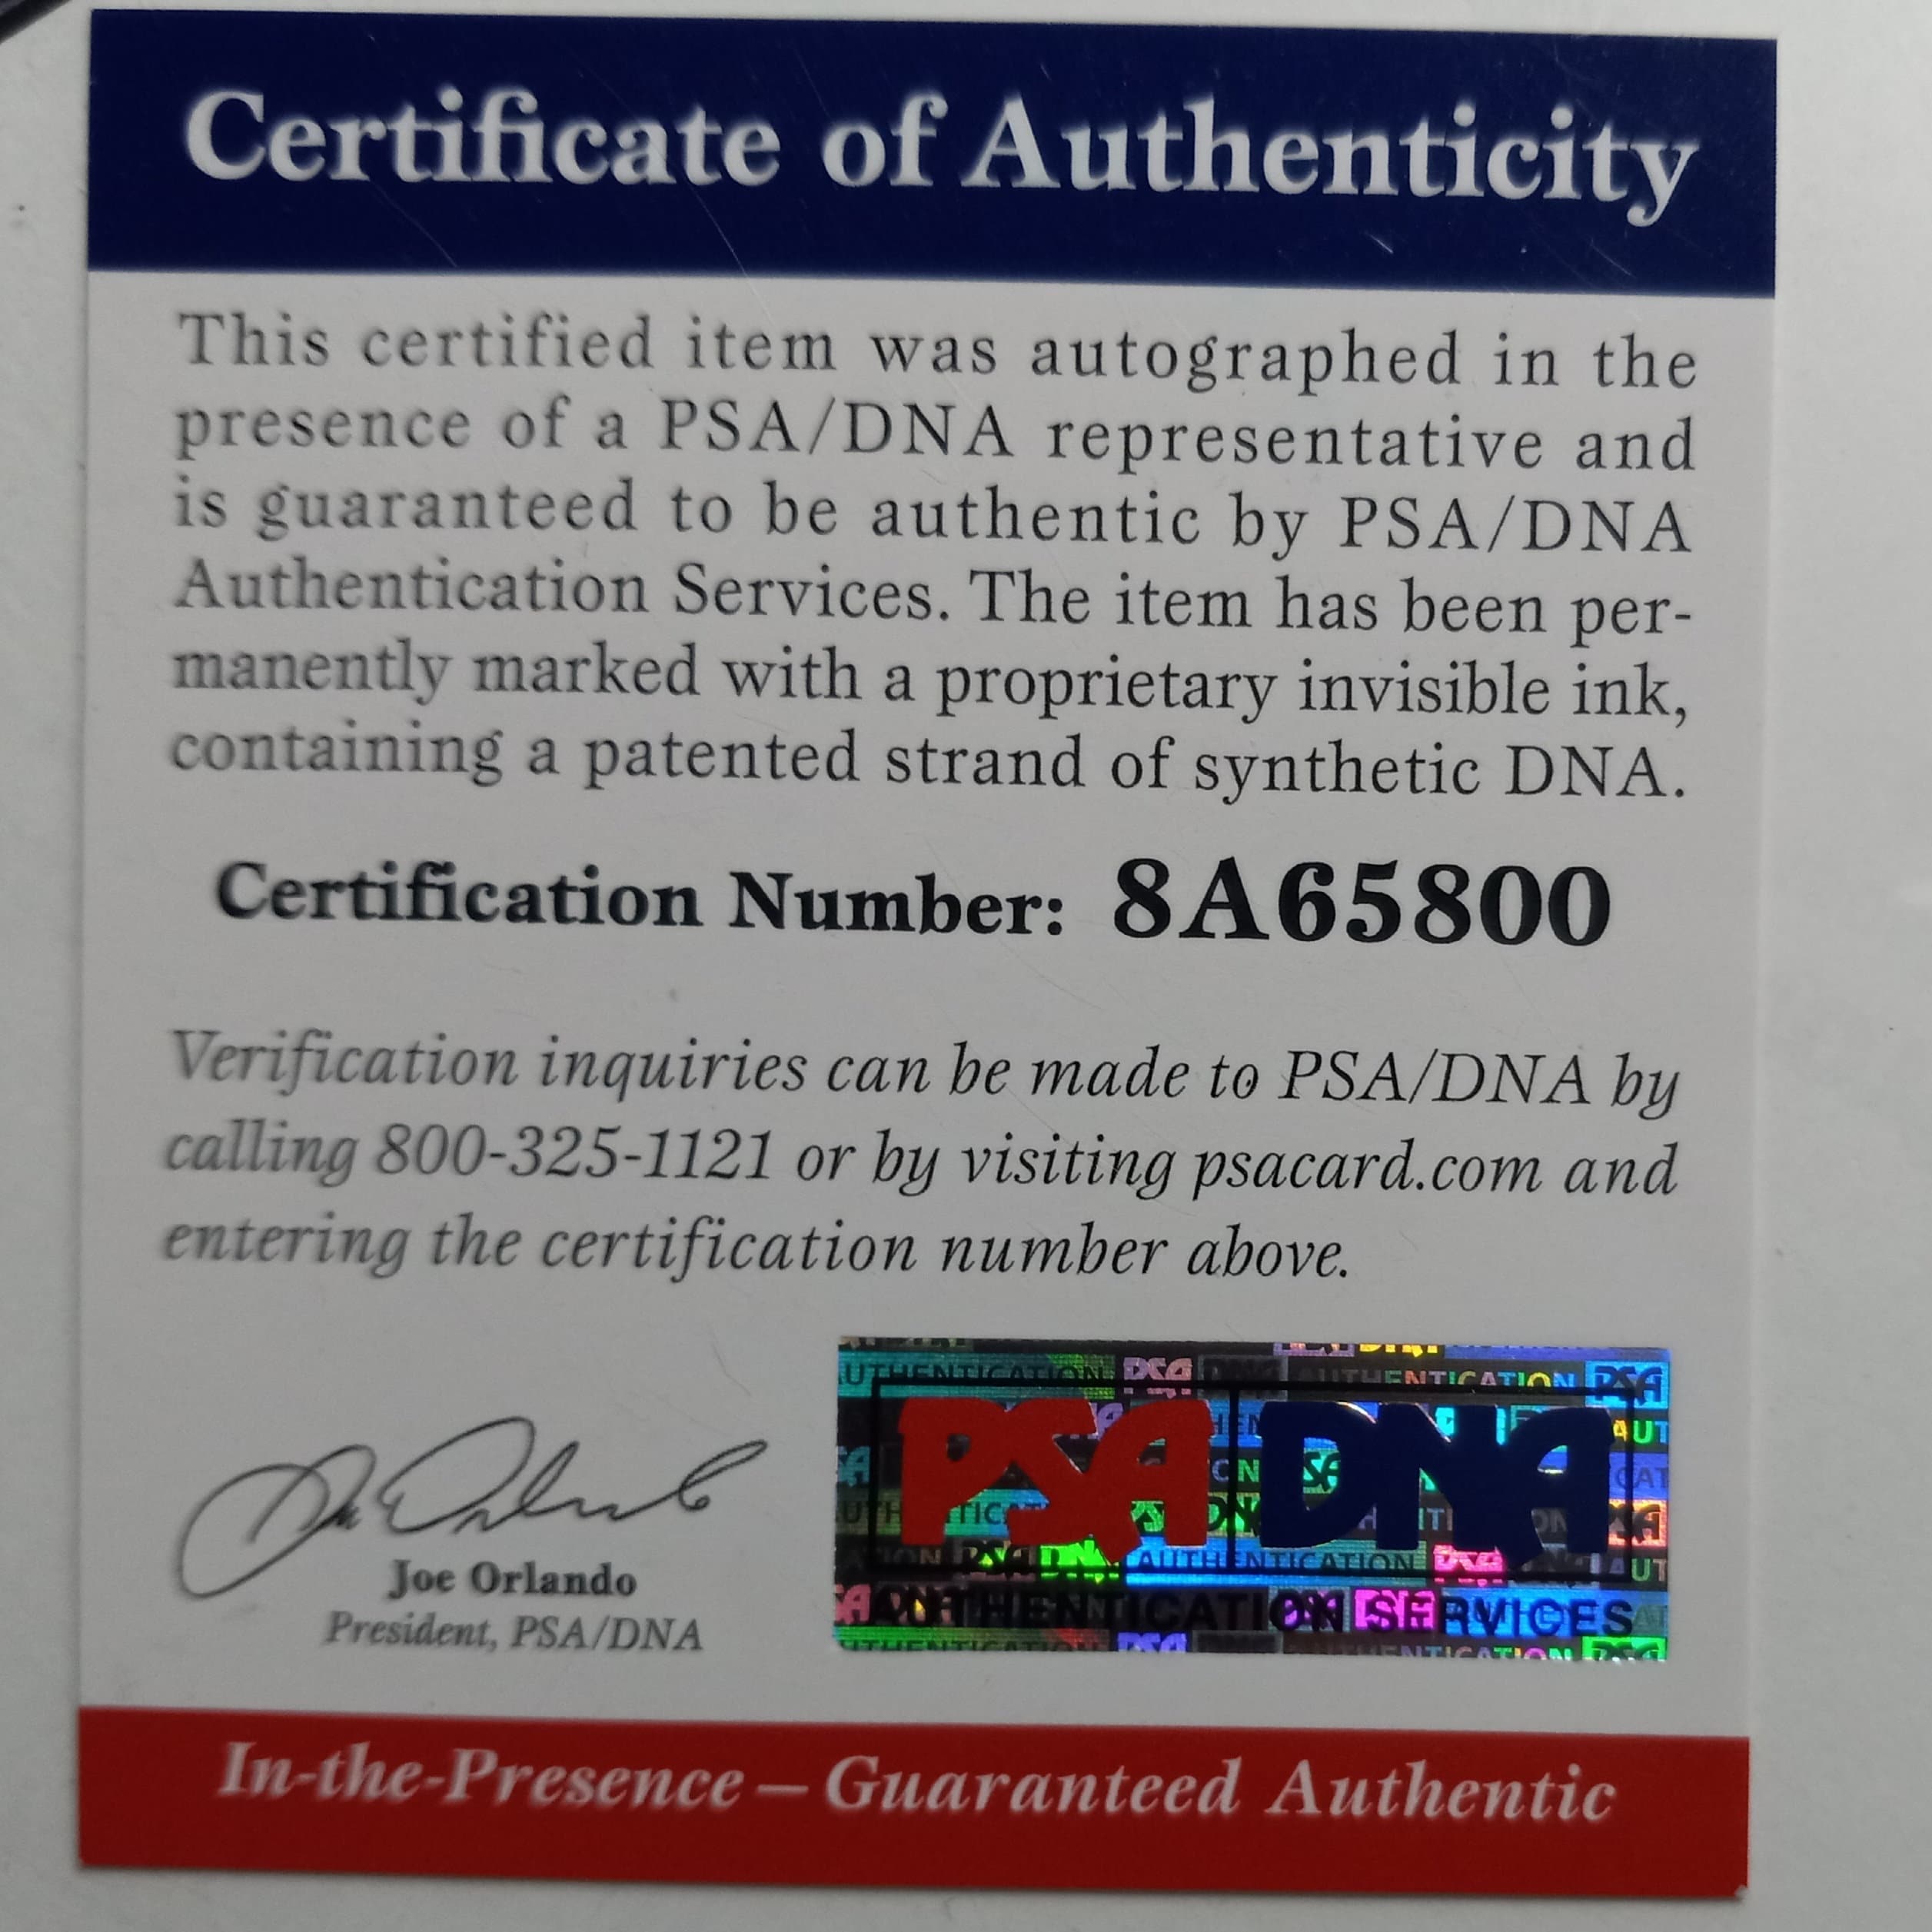 Certificate of Authenticity
This certified item was autographed in the
presence of a PSA/DNA representative and
is guaranteed to be authentic by PSA/DNA
Authentication Services. The item has been per-
manently marked with a proprietary invisible ink,
containing a patented strand of synthetic DNA.
Certification Number: 8A65800
Verification inquiries can be made to PSA/DNA by
calling 800-325-1121 or by visiting psacard.com and
entering the certification number above.
Joe Orlando
President, PSA/DNA
PSA DNA
AUTHENTICATION SERVICES
In-the-Presence – Guaranteed Authentic